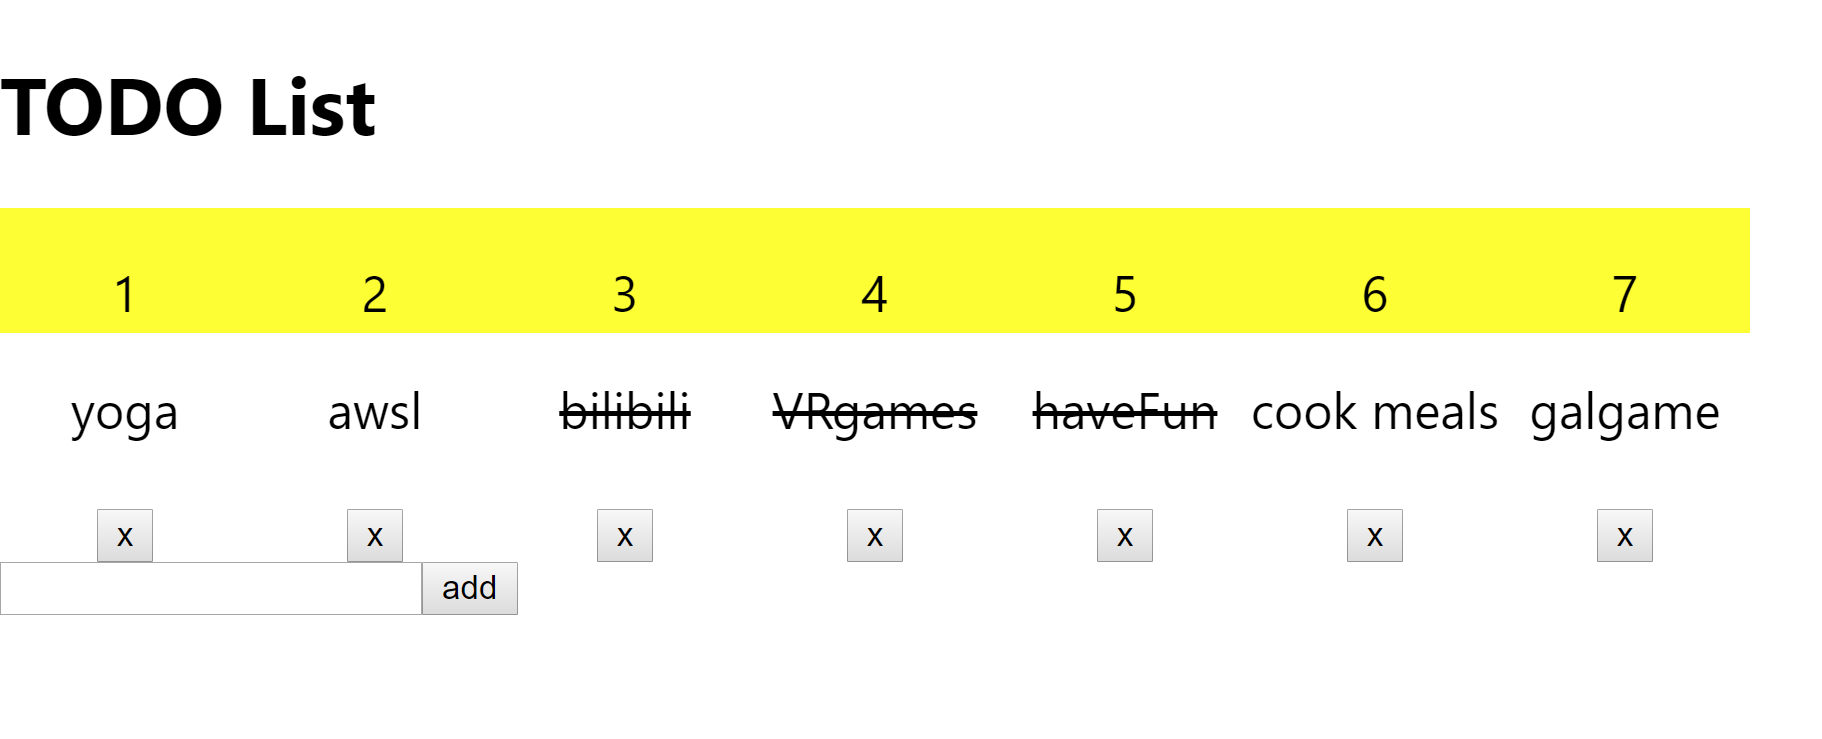 TODO List
1 2 3 4 5 6 7
yoga awsl bilibili VRgames haveFun cook meals galgame
x x x x x x x
add